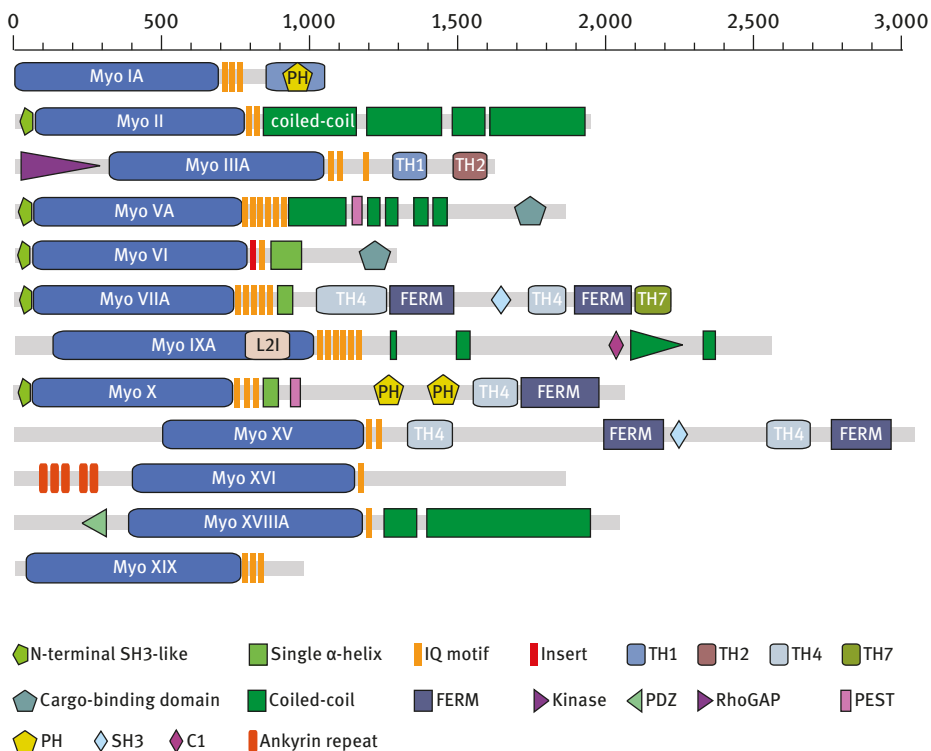 0 500 1,000 1,500 2,000 2,500 3,000
Myo IA PH
Myo II coiled-coil
Myo IIIA TH1 TH2
Myo VA
Myo VI
Myo VIIA TH4 FERM TH4 FERM TH7
Myo IXA L2I
Myo X PH PH TH4 FERM
Myo XV TH4 FERM TH4 FERM
Myo XVI
Myo XVIIIA
Myo XIX
N-terminal SH3-like Single α-helix IQ motif Insert TH1 TH2 TH4 TH7
Cargo-binding domain Coiled-coil FERM Kinase PDZ RhoGAP PEST
PH SH3 C1 Ankyrin repeat